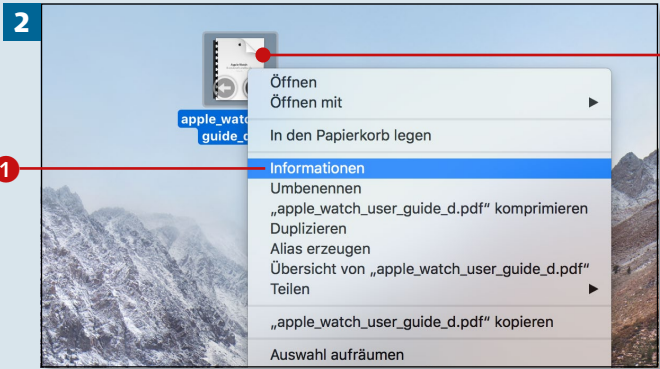 2
apple_watc
guide_d
Öffnen
Öffnen mit
In den Papierkorb legen
1
Informationen
Umbenennen
„apple_watch_user_guide_d.pdf“ komprimieren
Duplizieren
Alias erzeugen
Übersicht von „apple_watch_user_guide_d.pdf“
Teilen
„apple_watch_user_guide_d.pdf“ kopieren
Auswahl aufräumen